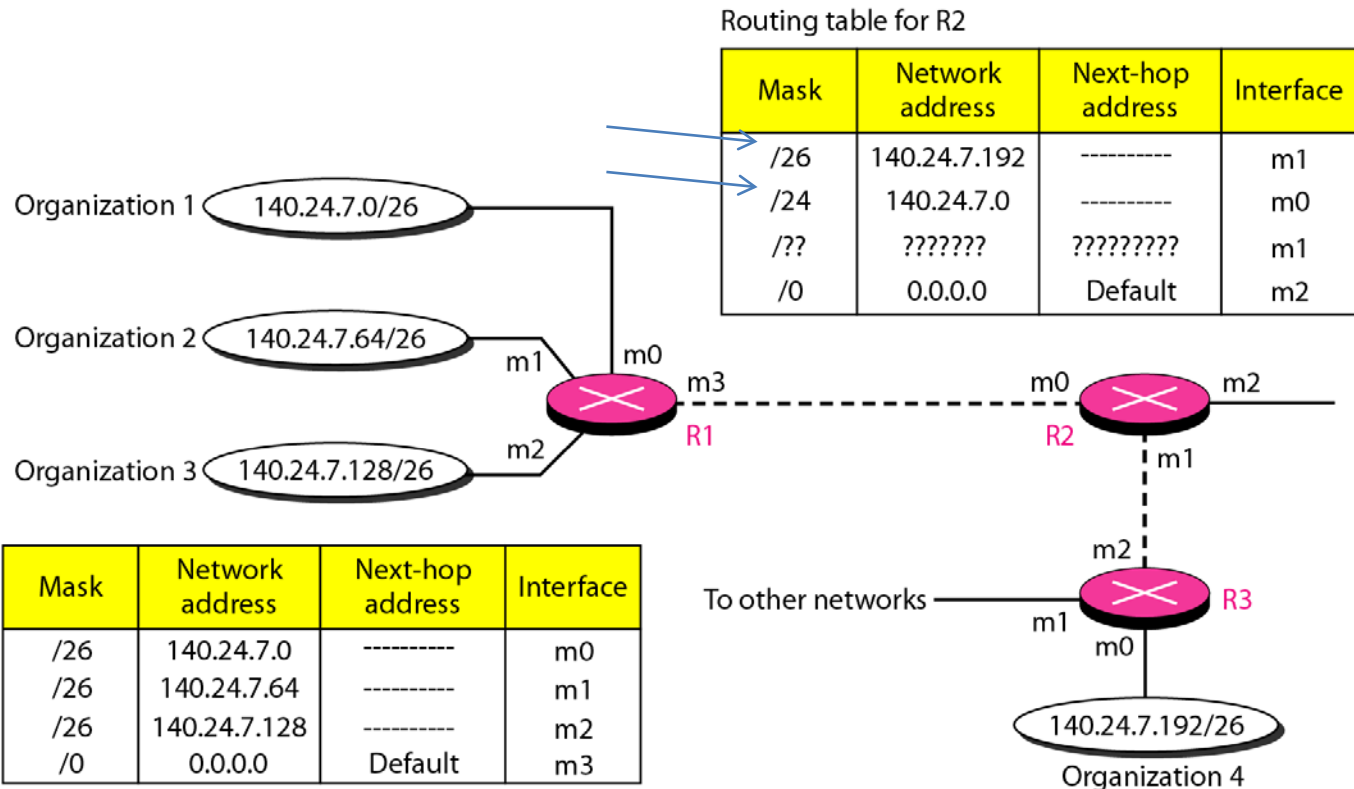 Routing table for R2
Mask Network address Next-hop address Interface
/26 140.24.7.192 ---------- m1
/24 140.24.7.0 ---------- m0
/?? ??????? ????????? m1
/0 0.0.0.0 Default m2
Organization 1 140.24.7.0/26
Organization 2 140.24.7.64/26
m1 m0
m3 m0 m2
R1 R2
m2 m1
Organization 3 140.24.7.128/26
Mask Network address Next-hop address Interface
/26 140.24.7.0 ---------- m0
/26 140.24.7.64 ---------- m1
/26 140.24.7.128 ---------- m2
/0 0.0.0.0 Default m3
m2
To other networks R3
m1
m0
140.24.7.192/26
Organization 4